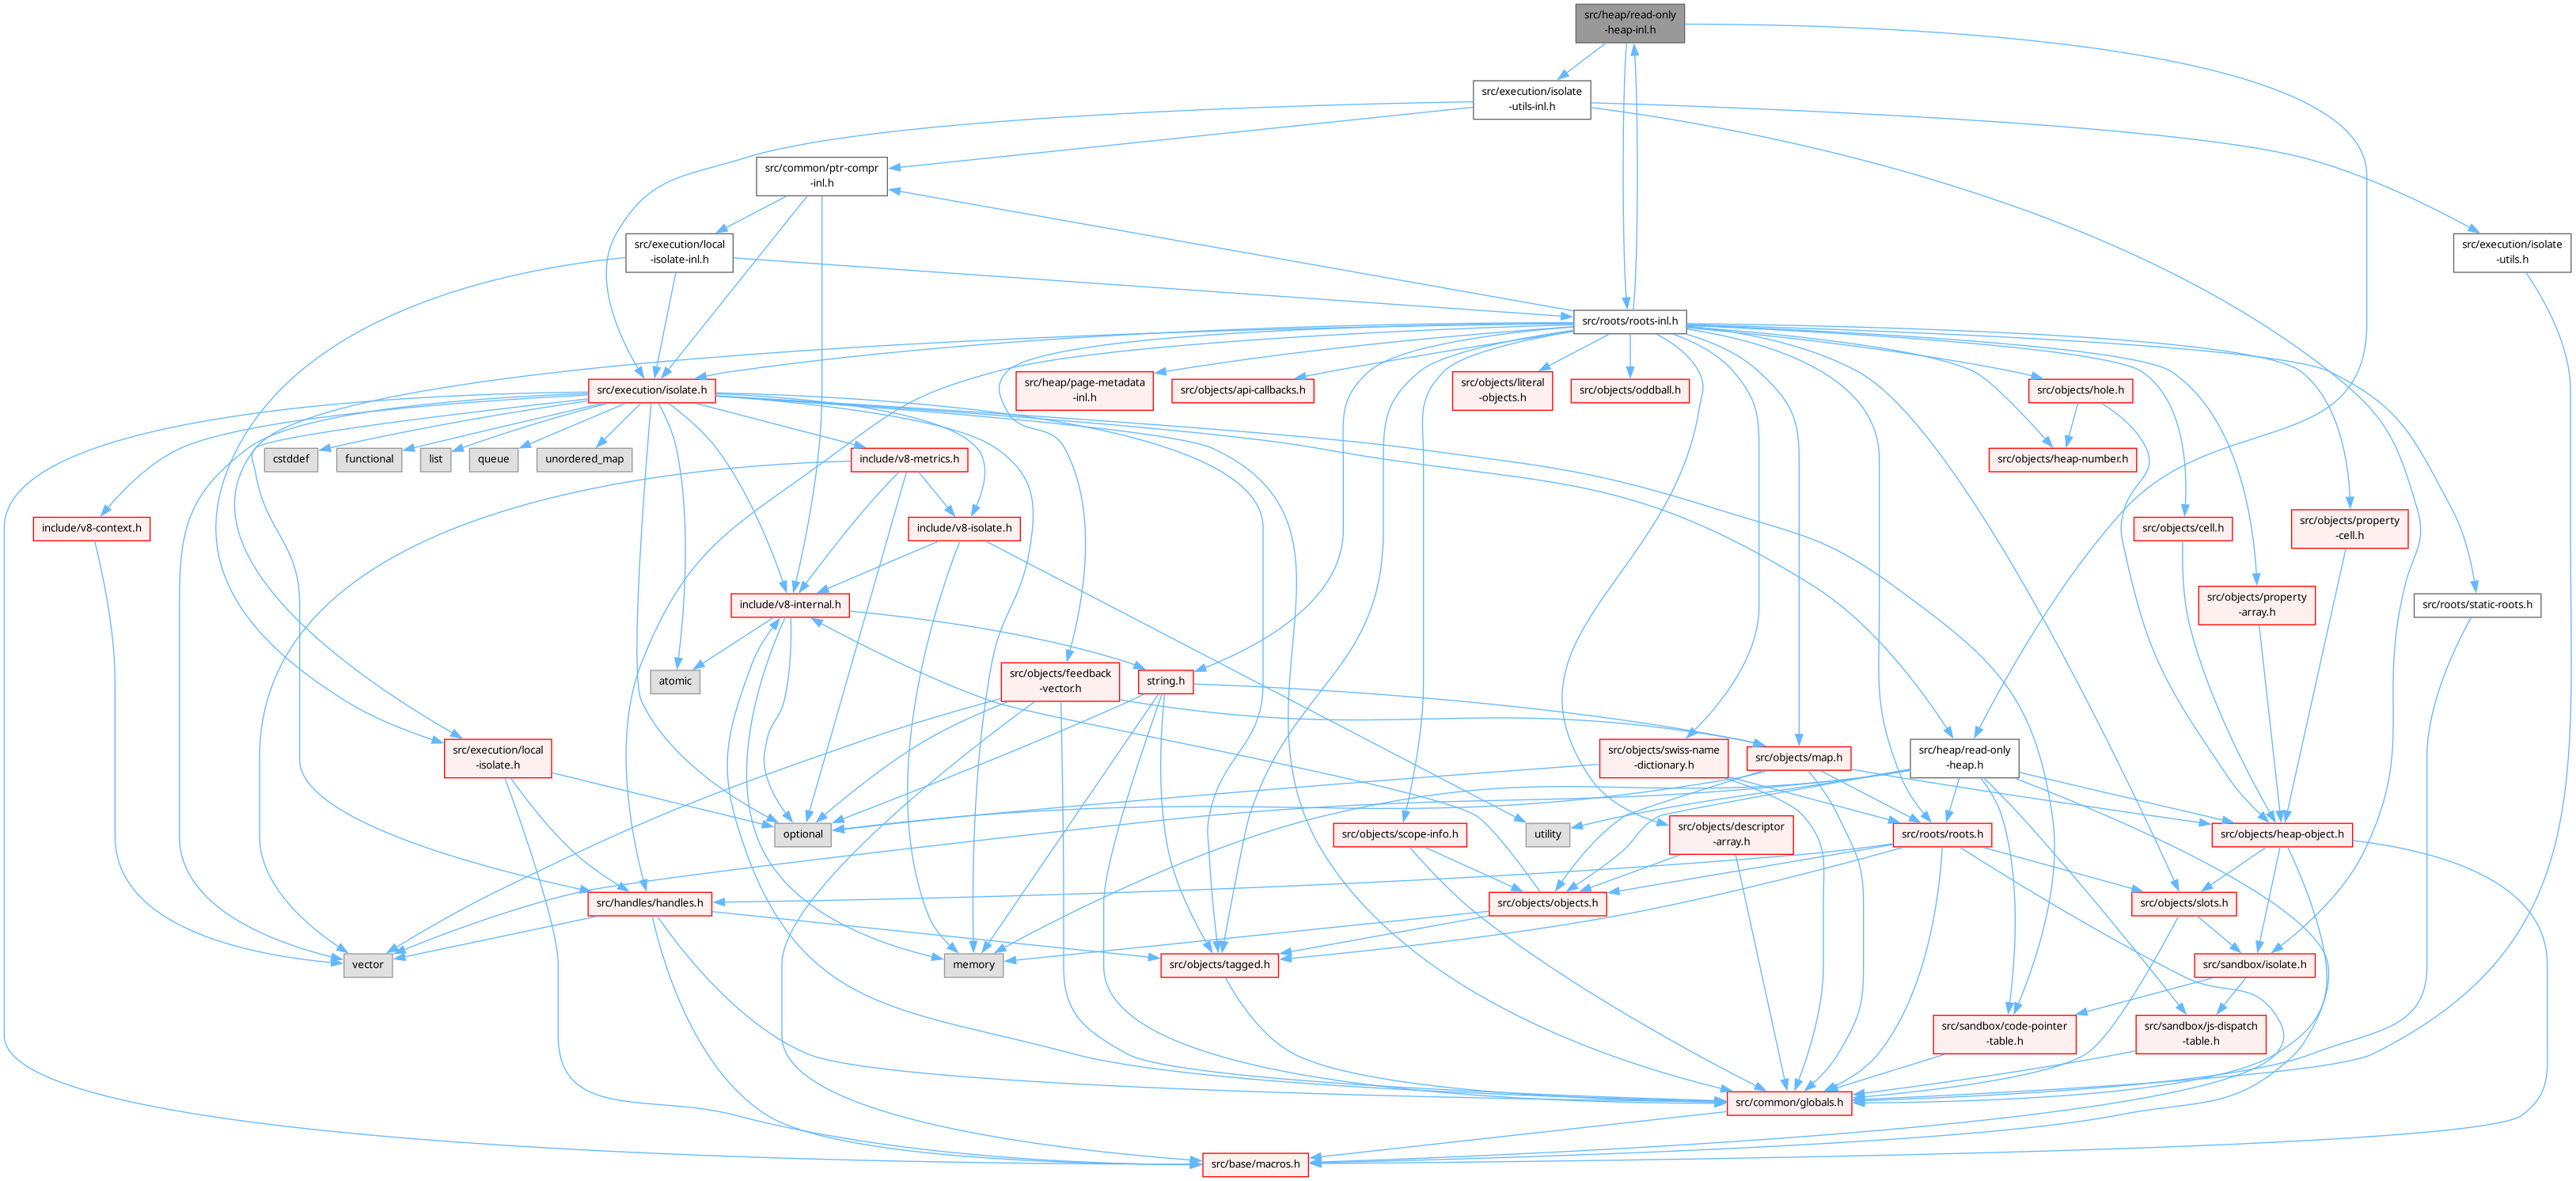 src/heap/read-only
-heap-inl.h
src/execution/isolate
-utils-inl.h
src/common/ptr-compr
-inl.h
src/execution/local
-isolate-inl.h
src/execution/isolate
-utils.h
src/roots/roots-inl.h
src/execution/isolate.h
src/heap/page-metadata
-inl.h
src/objects/api-callbacks.h
src/objects/literal
-objects.h
src/objects/oddball.h
src/objects/hole.h
cstddef
functional
list
queue
unordered_map
include/v8-metrics.h
src/objects/heap-number.h
include/v8-context.h
include/v8-isolate.h
src/objects/cell.h
src/objects/property
-cell.h
include/v8-internal.h
src/objects/property
-array.h
src/roots/static-roots.h
atomic
src/objects/feedback
-vector.h
string.h
src/execution/local
-isolate.h
src/objects/swiss-name
-dictionary.h
src/objects/map.h
src/heap/read-only
-heap.h
optional
utility
src/objects/scope-info.h
src/objects/descriptor
-array.h
src/roots/roots.h
src/objects/heap-object.h
src/handles/handles.h
src/objects/objects.h
src/objects/slots.h
vector
memory
src/objects/tagged.h
src/sandbox/isolate.h
src/sandbox/code-pointer
-table.h
src/sandbox/js-dispatch
-table.h
src/common/globals.h
src/base/macros.h